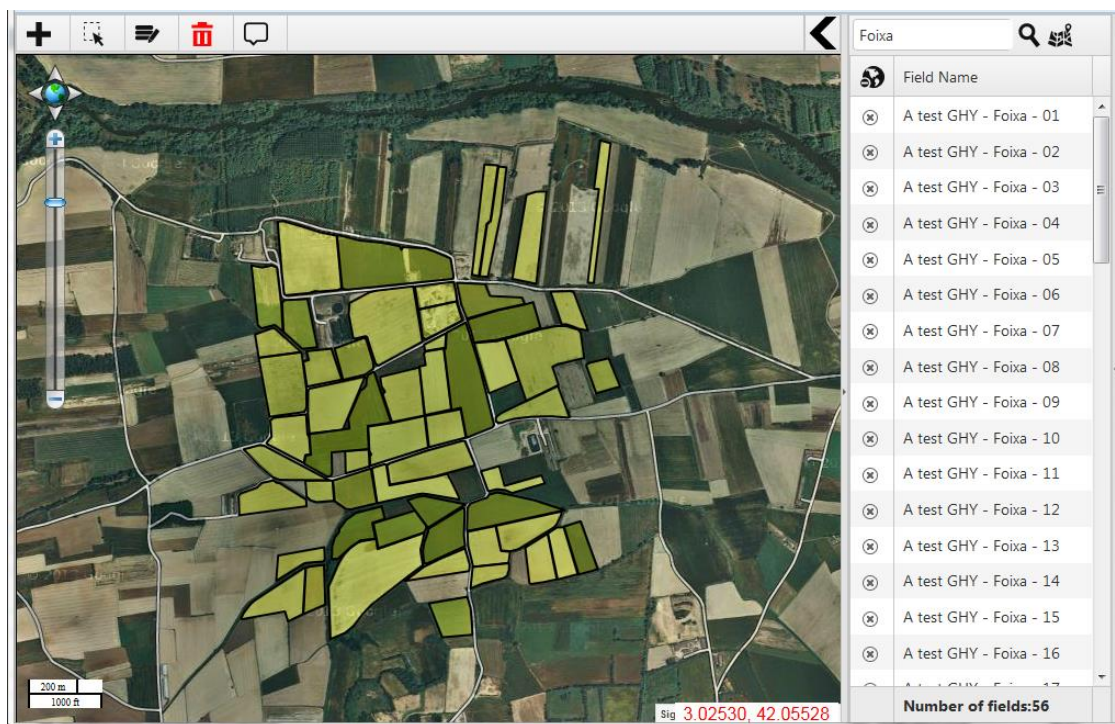 Foixa
Field Name
A test GHY - Foixa - 01
A test GHY - Foixa - 02
A test GHY - Foixa - 03
A test GHY - Foixa - 04
A test GHY - Foixa - 05
A test GHY - Foixa - 06
A test GHY - Foixa - 07
A test GHY - Foixa - 08
A test GHY - Foixa - 09
A test GHY - Foixa - 10
A test GHY - Foixa - 11
A test GHY - Foixa - 12
A test GHY - Foixa - 13
A test GHY - Foixa - 14
A test GHY - Foixa - 15
A test GHY - Foixa - 16
200 m
1000 ft
Sig 3.02530, 42.05528
Number of fields:56